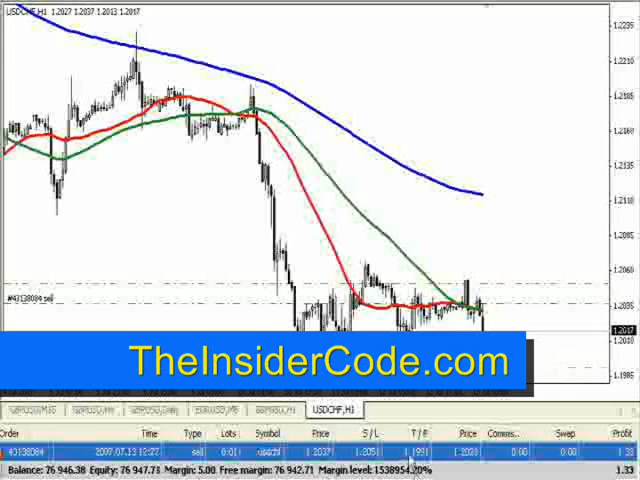 USDCHF,H1 1.2027 1.2037 1.2013 1.2017
1.2235
1.2210
1.2185
1.2160
1.2135
1.2110
1.2085
1.2060
#43138084 sell
1.2035
1.2017
TheInsiderCode.com
1.1985
USDCHF,H1
Order Time Type Lots Symbol Price S / L T / P Price Comms... Swap Profit
43138084 2007.07.13 12:27 sell 0.01 usdchf 1.2037 1.2051 1.1991 0.00 0.00 1.33
Balance: 76 946.38 Equity: 76 947.71 Margin: 5.00 Free margin: 76 942.71 Margin level: 1538954.20% 1.33